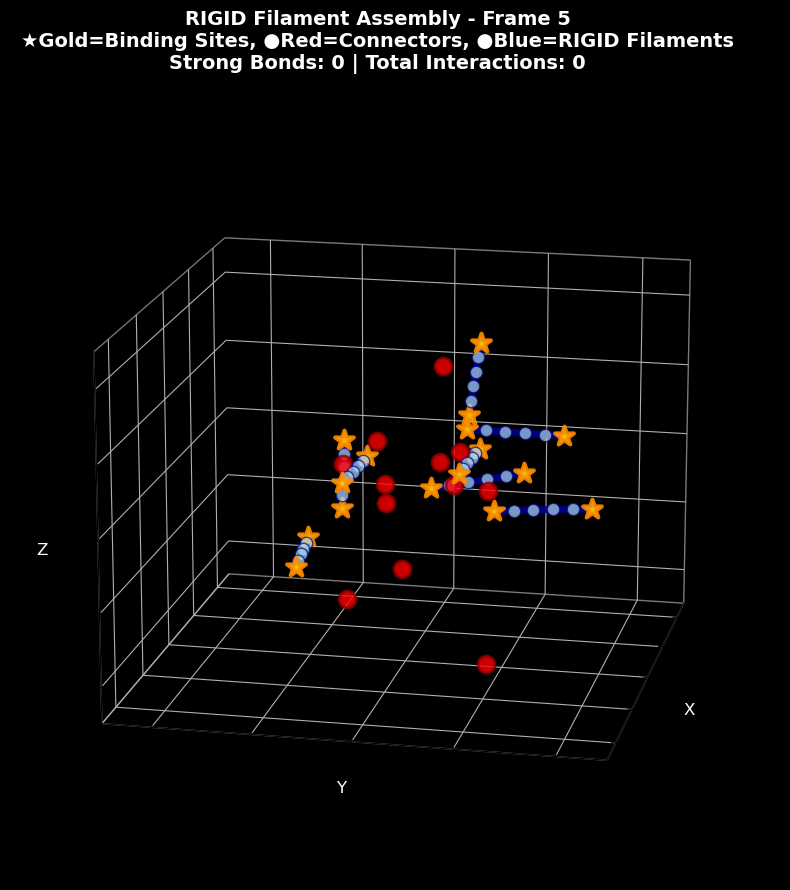 RIGID Filament Assembly - Frame 5
★Gold=Binding Sites, ●Red=Connectors, ●Blue=RIGID Filaments
Strong Bonds: 0 | Total Interactions: 0
Z
X
Y